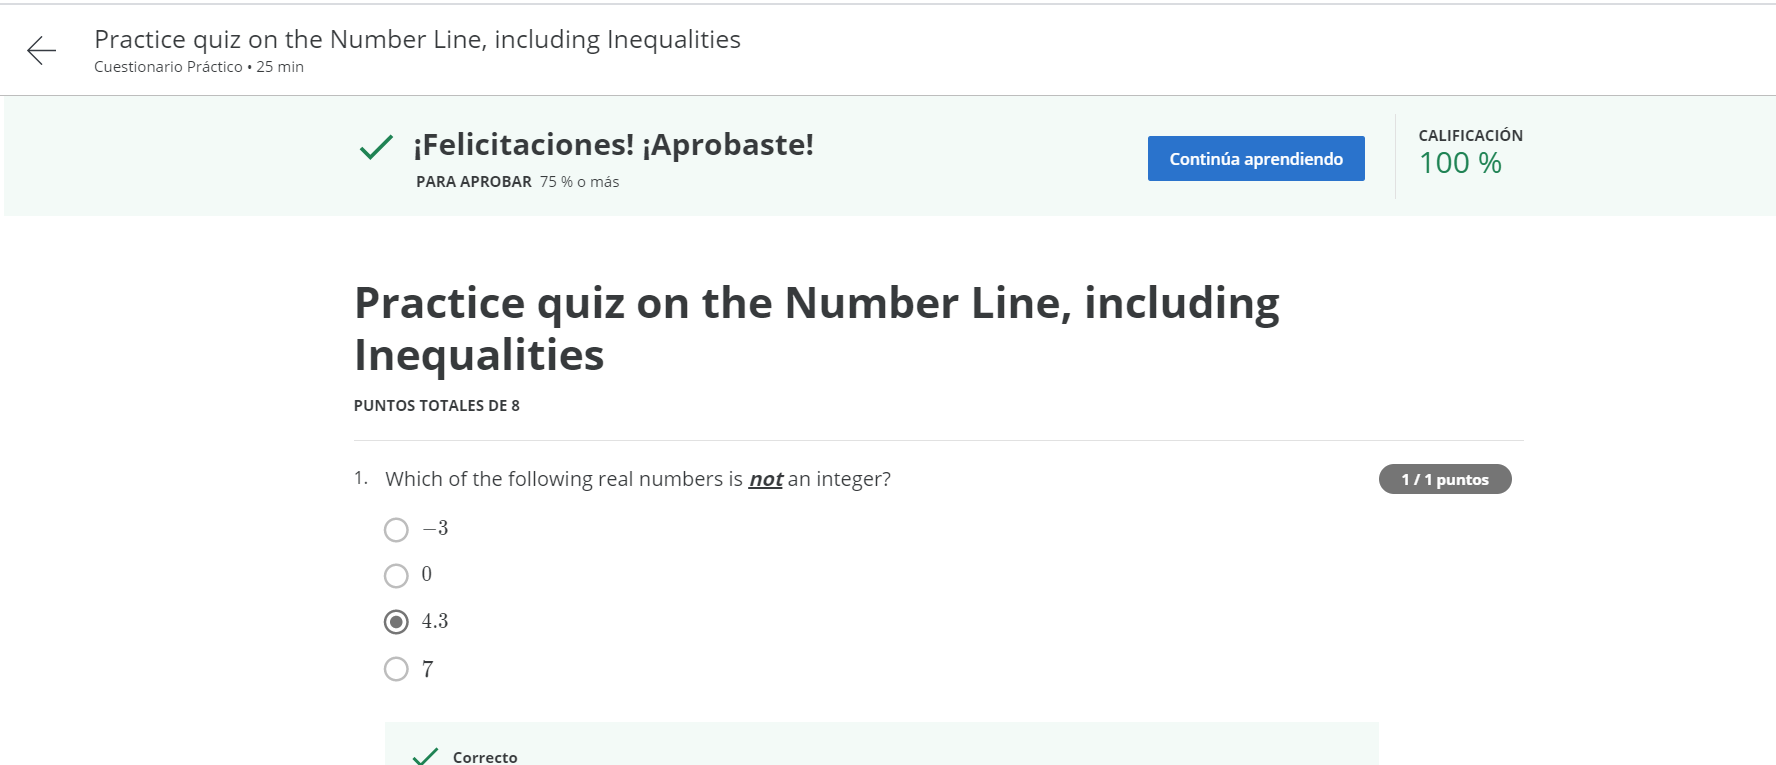 Practice quiz on the Number Line, including Inequalities
Cuestionario Práctico • 25 min
¡Felicitaciones! ¡Aprobaste!
PARA APROBAR 75 % o más
Continúa aprendiendo
CALIFICACIÓN
100 %
Practice quiz on the Number Line, including
Inequalities
PUNTOS TOTALES DE 8
1. Which of the following real numbers is not an integer?
1 / 1 puntos
−3
0
4.3
7
Correcto